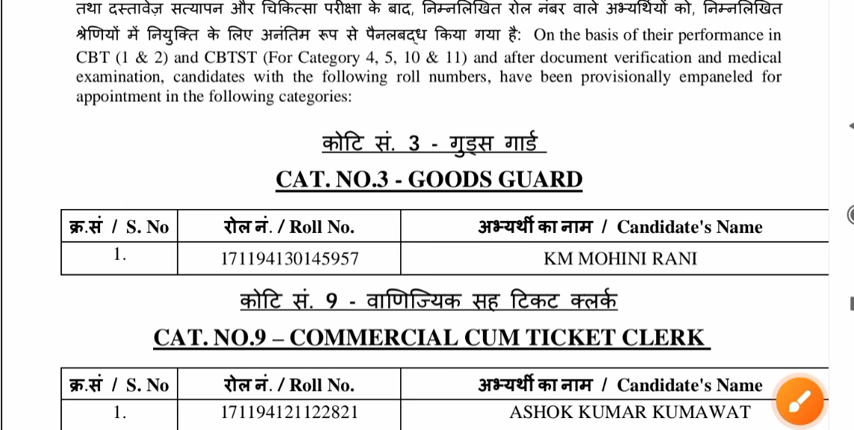 तथा दस्तावेज़ सत्यापन और चिकित्सा परीक्षा के बाद, निम्नलिखित रोल नंबर वाले अभ्यर्थियों को, निम्नलिखित
श्रेणियों में नियुक्ति के लिए अनंतिम रूप से पैनलबद्ध किया गया है: On the basis of their performance in
CBT (1 & 2) and CBTST (For Category 4, 5, 10 & 11) and after document verification and medical
examination, candidates with the following roll numbers, have been provisionally empaneled for
appointment in the following categories:
कोटि सं. 3 - गुड्स गार्ड
CAT. NO.3 - GOODS GUARD
क्र.सं / S. No रोल नं. / Roll No. अभ्यर्थी का नाम / Candidate's Name
1. 171194130145957 KM MOHINI RANI
कोटि सं. 9 - वाणिज्यिक सह टिकट क्लर्क
CAT. NO.9 – COMMERCIAL CUM TICKET CLERK
क्र.सं / S. No रोल नं. / Roll No. अभ्यर्थी का नाम / Candidate's Name
1. 171194121122821 ASHOK KUMAR KUMAWAT